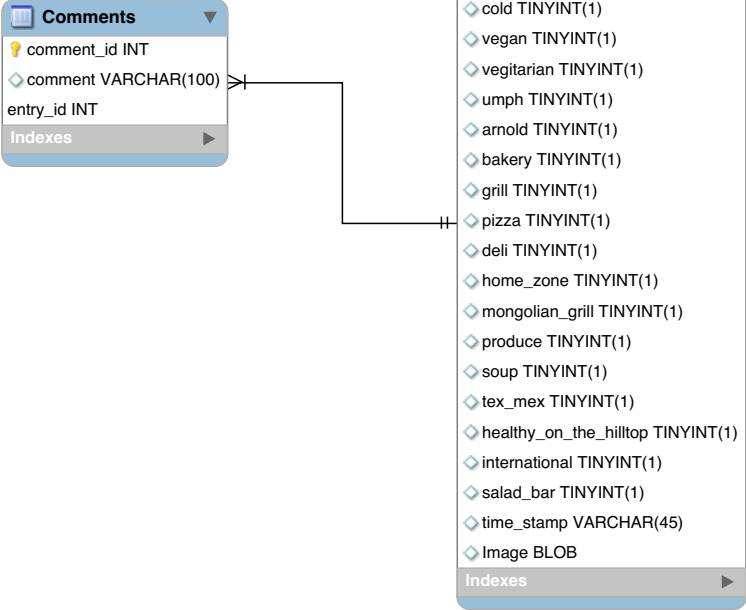 Comments
comment_id INT
comment VARCHAR(100)
entry_id INT
Indexes
cold TINYINT(1)
vegan TINYINT(1)
vegitarian TINYINT(1)
umph TINYINT(1)
arnold TINYINT(1)
bakery TINYINT(1)
grill TINYINT(1)
pizza TINYINT(1)
deli TINYINT(1)
home_zone TINYINT(1)
mongolian_grill TINYINT(1)
produce TINYINT(1)
soup TINYINT(1)
tex_mex TINYINT(1)
healthy_on_the_hilltop TINYINT(1)
international TINYINT(1)
salad_bar TINYINT(1)
time_stamp VARCHAR(45)
Image BLOB
Indexes